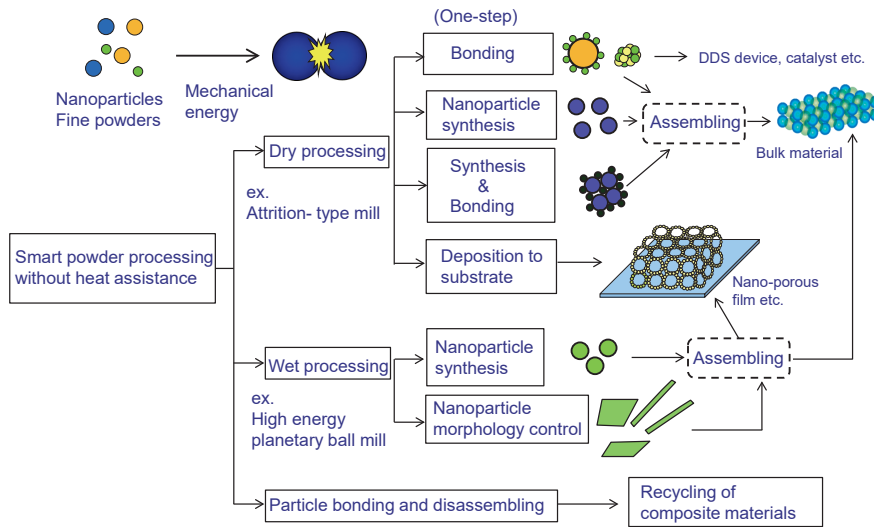 (One-step)
Bonding
DDS device, catalyst etc.
Nanoparticles
Fine powders
Mechanical
energy
Nanoparticle
synthesis
Assembling
Bulk material
Dry processing
ex.
Attrition- type mill
Synthesis
&
Bonding
Smart powder processing
without heat assistance
Deposition to
substrate
Nano-porous
film etc.
Wet processing
ex.
High energy
planetary ball mill
Nanoparticle
synthesis
Assembling
Nanoparticle
morphology control
Particle bonding and disassembling
Recycling of
composite materials